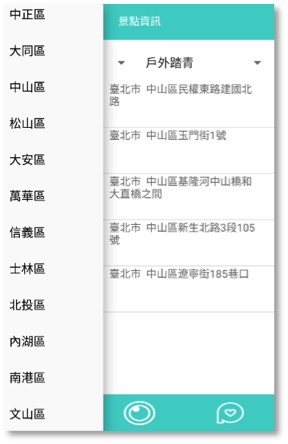 中正區
大同區
中山區
松山區
大安區
萬華區
信義區
士林區
北投區
內湖區
南港區
文山區
景點資訊
戶外踏青
臺北市 中山區民權東路建國北
路
臺北市 中山區玉門街1號
臺北市 中山區基隆河中山橋和
大直橋之間
臺北市 中山區新生北路3段105
號
臺北市 中山區遼寧街185巷口